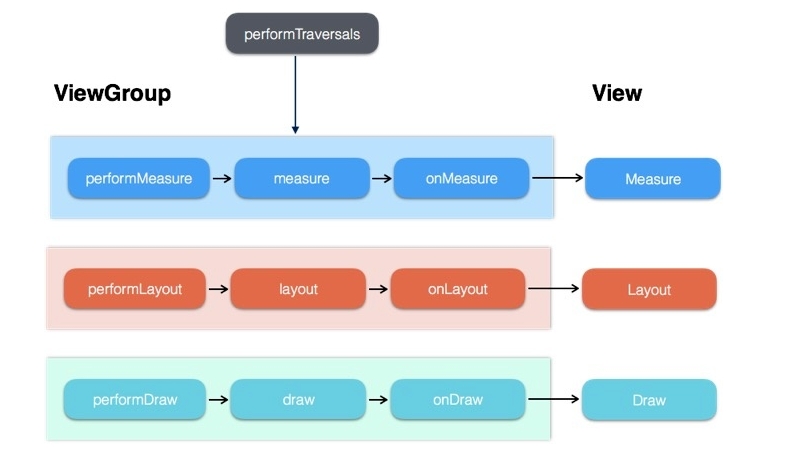 performTraversals
ViewGroup
View
performMeasure
measure
onMeasure
Measure
performLayout
layout
onLayout
Layout
performDraw
draw
onDraw
Draw